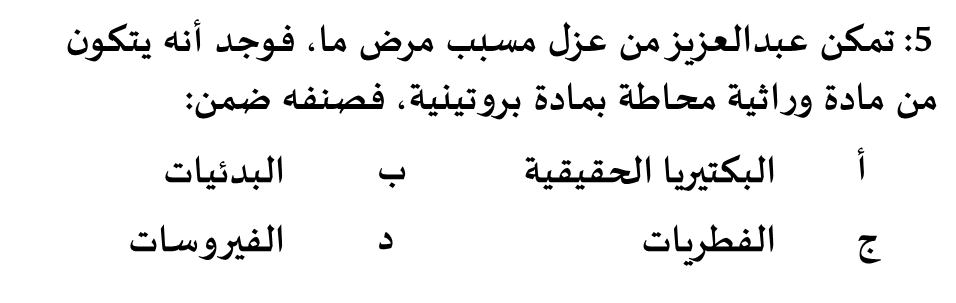 5: تمكن عبدالعزيز من عزل مسبب مرض ما، فوجد أنه يتكون
من مادة وراثية محاطة بمادة بروتينية، فصنفه ضمن:
أ البكتيريا الحقيقية ب البدئيات
ج الفطريات د الفيروسات